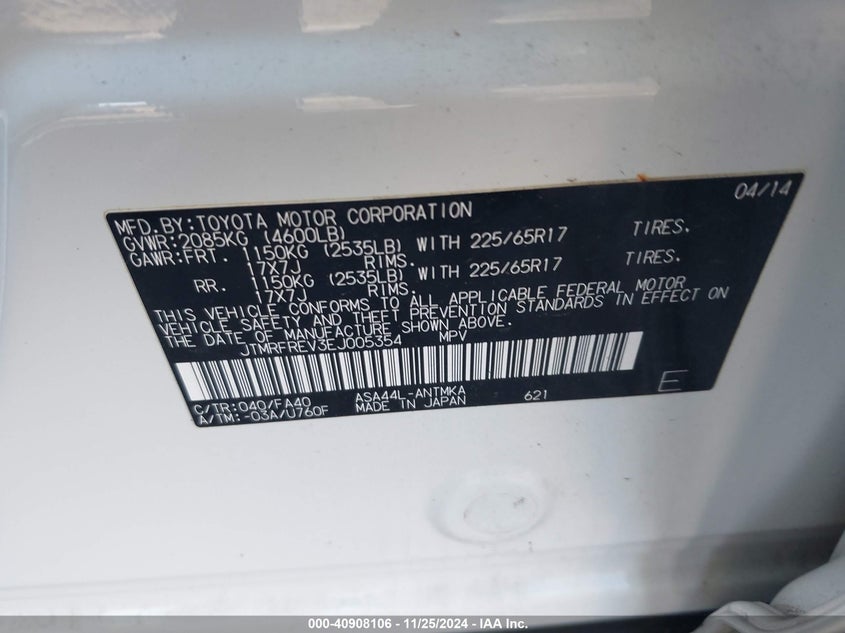 04/14
MFD. BY: TOYOTA MOTOR CORPORATION
GVWR: 2085KG (4600LB)
GAWR: FRT. 1150KG (2535LB) WITH 225/65R17 TIRES.
17X7J RIMS.
RR. 1150KG (2535LB) WITH 225/65R17 TIRES.
17X7J RIMS.
THIS VEHICLE CONFORMS TO ALL APPLICABLE FEDERAL MOTOR
VEHICLE SAFETY AND THEFT PREVENTION STANDARDS IN EFFECT ON
THE DATE OF MANUFACTURE SHOWN ABOVE.
JTMRFREV3EJ005354 MPV
C/TR: 040/FA40 ASA44L-ANTMKA 621 E
A/TM: -03A/U760F MADE IN JAPAN
000-40908106 - 11/25/2024 - IAA Inc.